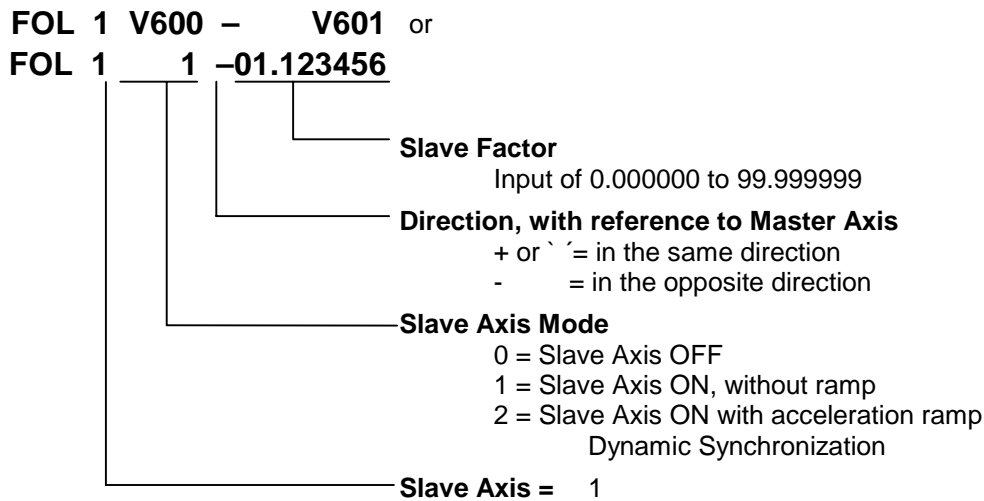 FOL 1 V600 – V601 or
FOL 1 1 –01.123456
Slave Factor
Input of 0.000000 to 99.999999
Direction, with reference to Master Axis
+ or ` ´= in the same direction
- = in the opposite direction
Slave Axis Mode
0 = Slave Axis OFF
1 = Slave Axis ON, without ramp
2 = Slave Axis ON with acceleration ramp
Dynamic Synchronization
Slave Axis = 1